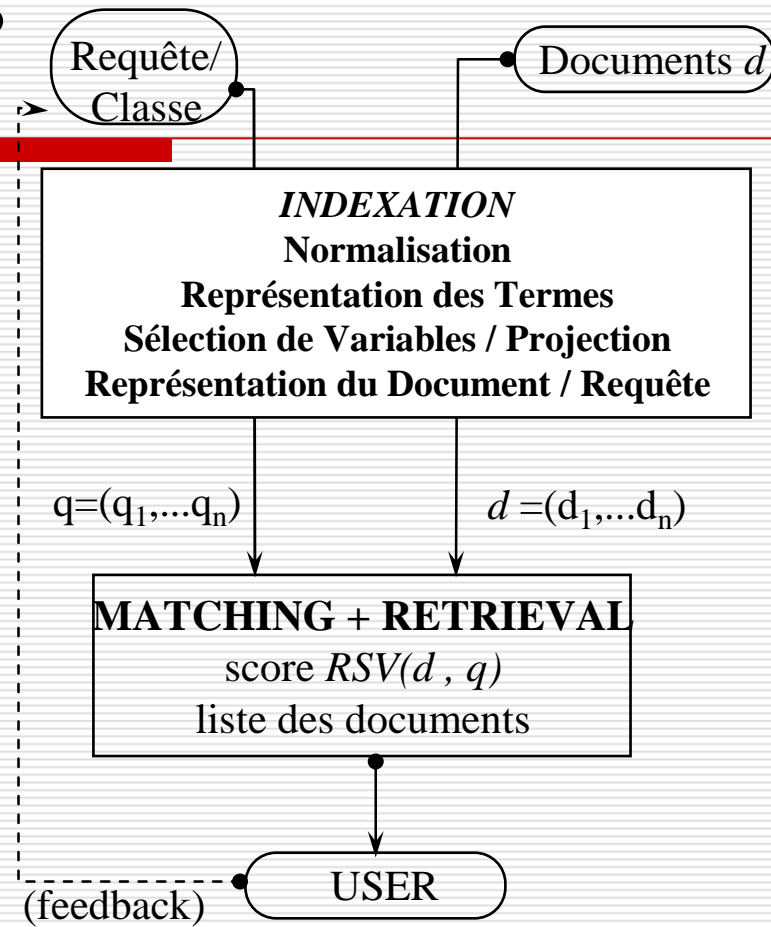 Requête/
Classe
Documents d
INDEXATION
Normalisation
Représentation des Termes
Sélection de Variables / Projection
Représentation du Document / Requête
q=(q₁,...qₙ)
d =(d₁,...dₙ)
MATCHING + RETRIEVAL
score RSV(d , q)
liste des documents
USER
(feedback)